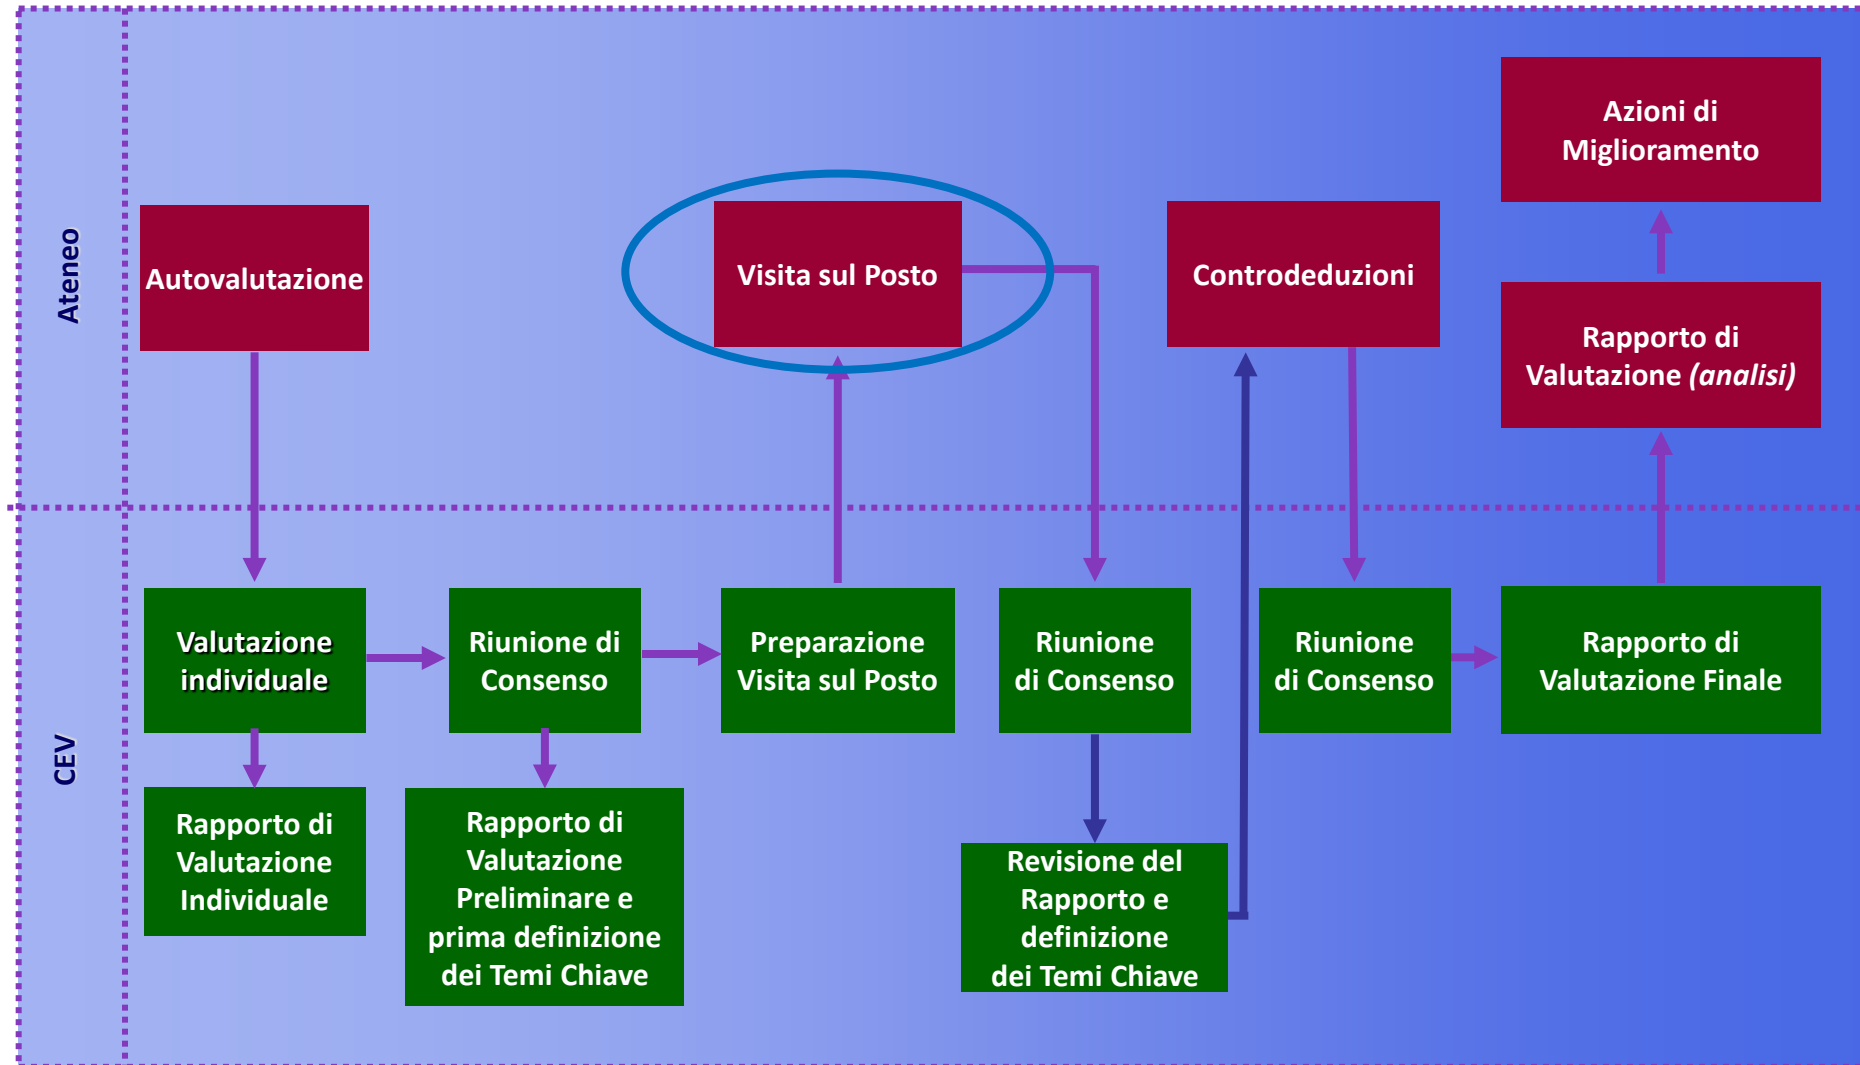 Ateneo
Autovalutazione
Visita sul Posto
Controdeduzioni
Azioni di
Miglioramento
Rapporto di
Valutazione (analisi)
CEV
Valutazione
individuale
Riunione di
Consenso
Preparazione
Visita sul Posto
Riunione
di Consenso
Riunione
di Consenso
Rapporto di
Valutazione Finale
Rapporto di
Valutazione
Individuale
Rapporto di
Valutazione
Preliminare e
prima definizione
dei Temi Chiave
Revisione del
Rapporto e
definizione
dei Temi Chiave